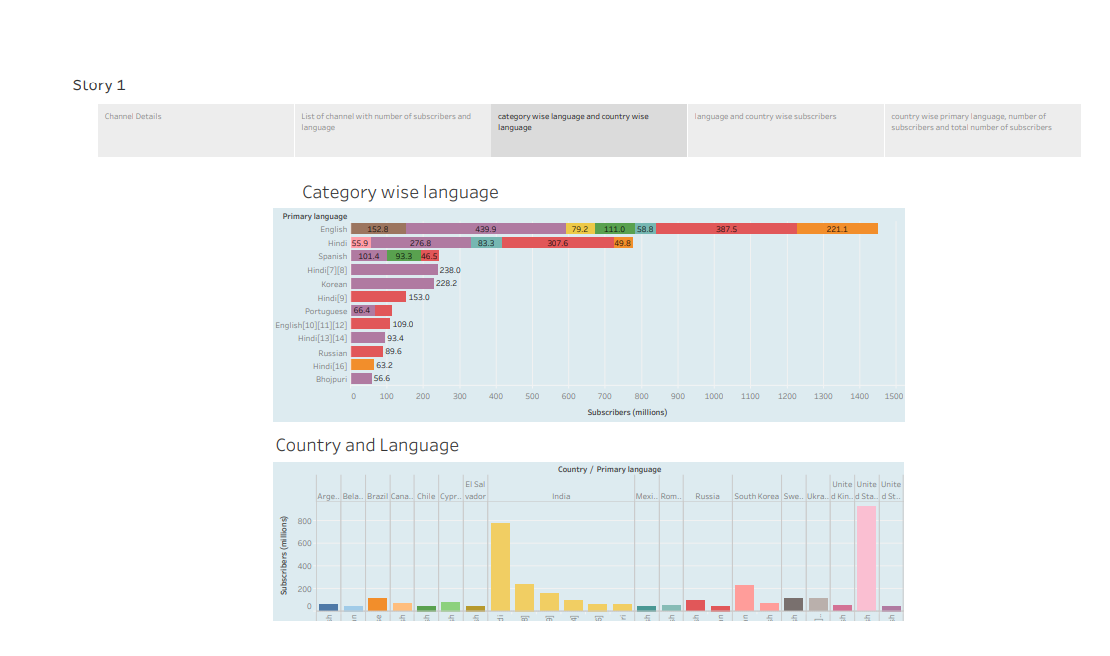 Story 1
Channel Details
List of channel with number of subscribers and
language
category wise language and country wise
language
language and country wise subscribers
country wise primary language, number of
subscribers and total number of subscribers
Category wise language
Primary language
English 152.8 439.9 79.2 111.0 58.8 387.5 221.1
Hindi 55.9 276.8 83.3 307.6 49.8
Spanish 101.4 93.3 46.5
Hindi[7][8] 238.0
Korean 228.2
Hindi[9] 153.0
Portuguese 66.4
English[10][11][12] 109.0
Hindi[13][14] 93.4
Russian 89.6
Hindi[16] 63.2
Bhojpuri 56.6
0 100 200 300 400 500 600 700 800 900 1000 1100 1200 1300 1400 1500
Subscribers (millions)
Country and Language
Country / Primary language
El Sal Unite Unite Unite
Arge.. Bela.. Brazil Cana.. Chile Cypr.. vador India Mexi.. Rom.. Russia South Korea Swe.. Ukra.. d Kin.. d Sta.. d St..
Subscribers (millions)
800
600
400
200
0